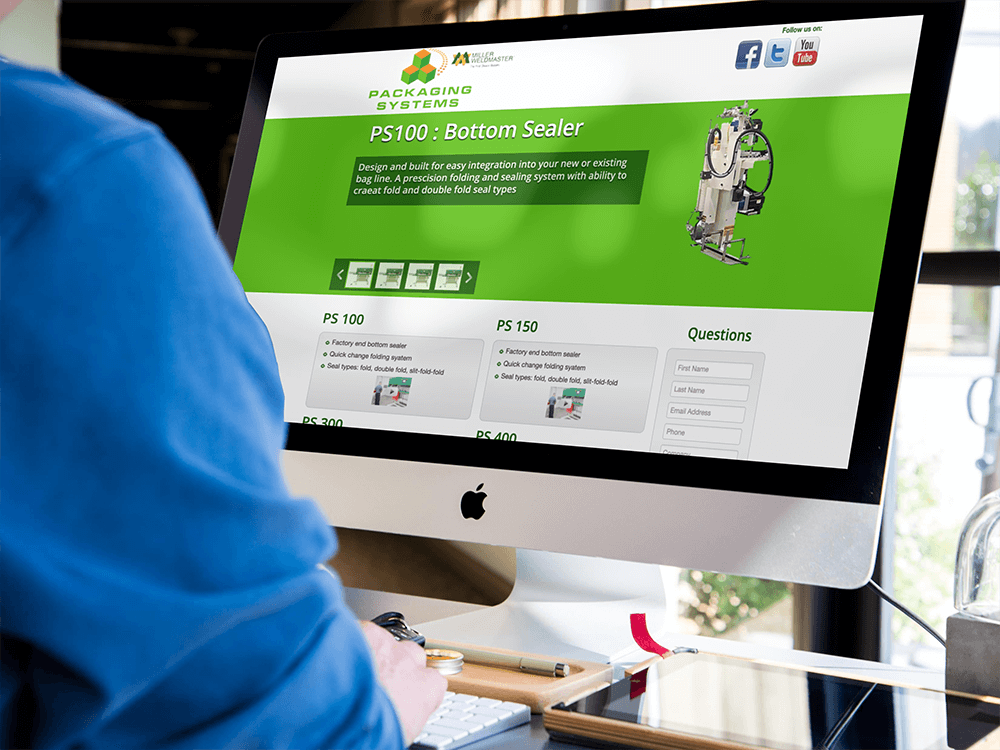 Follow us on:
MILLER
WELDMASTER
PACKAGING
SYSTEMS
f
t
You
Tube
PS100 : Bottom Sealer
Design and built for easy integration into your new or existing
bag line. A precision folding and sealing system with ability to
craeat fold and double fold seal types
PS 100
Factory end bottom sealer
Quick change folding system
Seal types: fold, double fold, slit-fold-fold
PS 150
Factory end bottom sealer
Quick change folding system
Seal types: fold, double fold, slit-fold-fold
Questions
First Name
Last Name
Email Address
Phone
Company
PS 300
PS 400